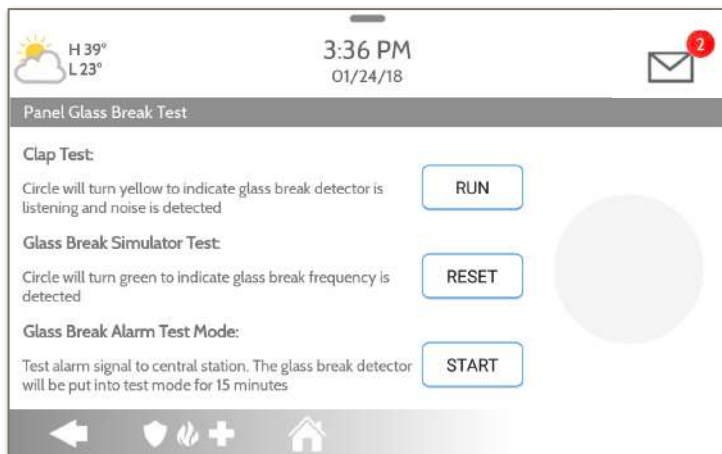 H 39°
L 23°
3:36 PM
01/24/18
2
Panel Glass Break Test
Clap Test:
Circle will turn yellow to indicate glass break detector is
listening and noise is detected
RUN
Glass Break Simulator Test:
Circle will turn green to indicate glass break frequency is
detected
RESET
Glass Break Alarm Test Mode:
Test alarm signal to central station. The glass break detector
will be put into test mode for 15 minutes
START